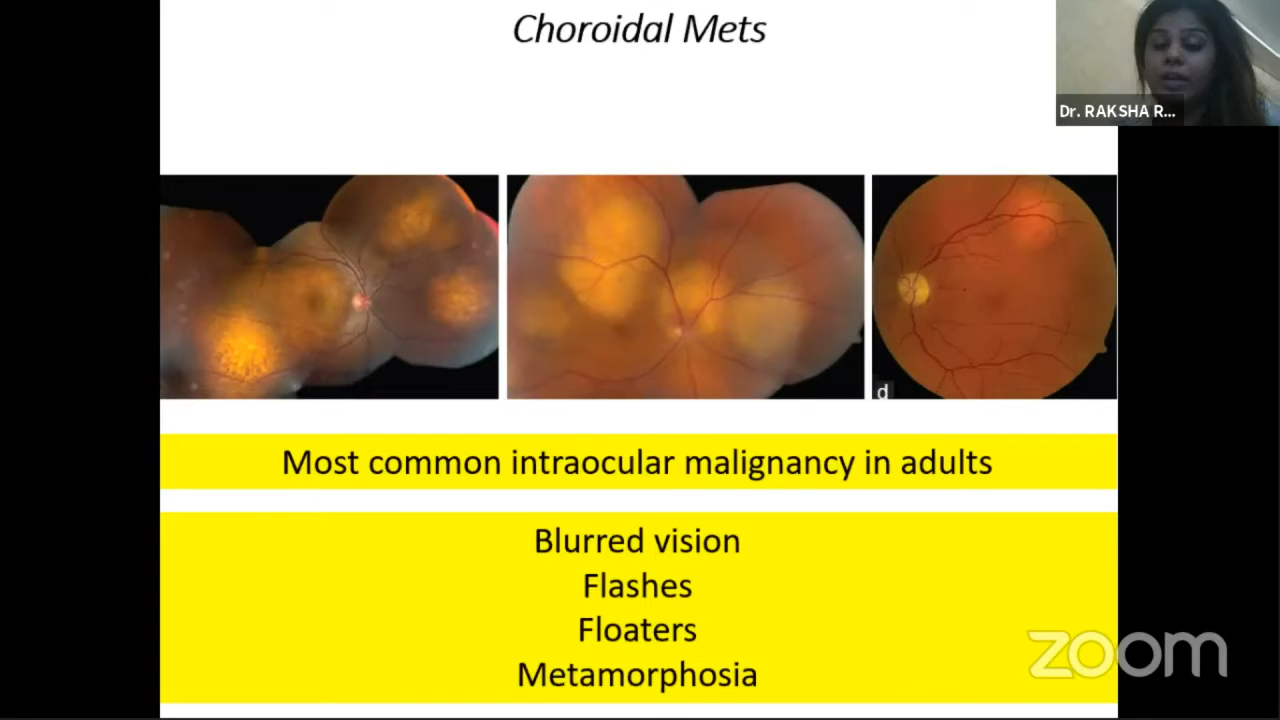 Choroidal Mets
Dr. RAKSHA R...
d
Most common intraocular malignancy in adults
Blurred vision
Flashes
Floaters
Metamorphosia
zoom